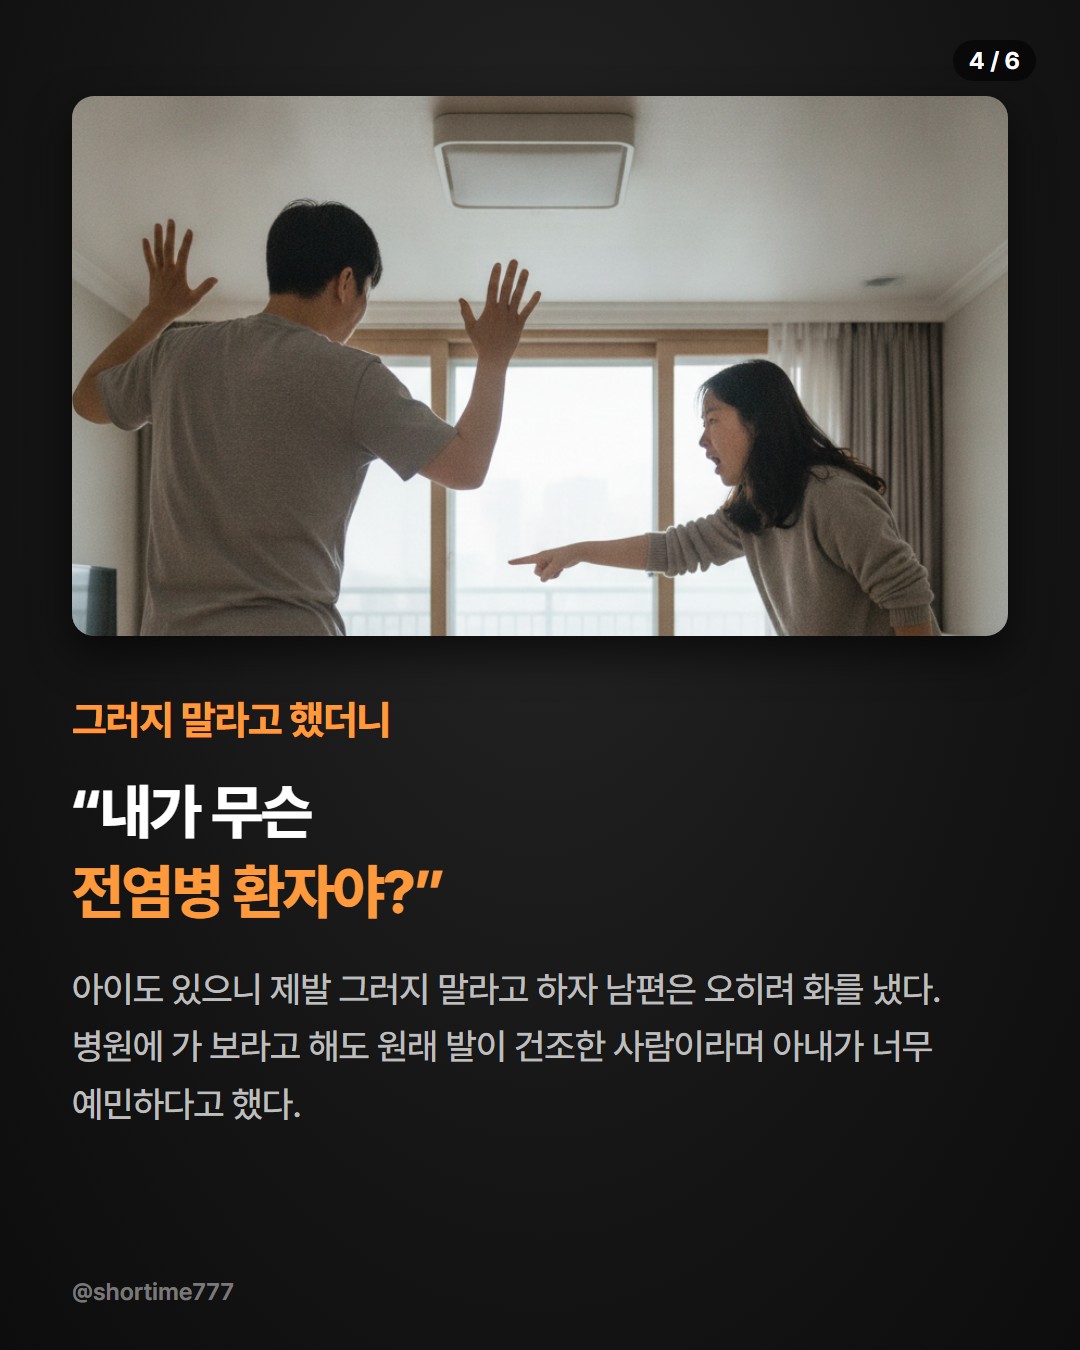 4 / 6
그러지 말라고 했더니
“내가 무슨
전염병 환자야?”
아이도 있으니 제발 그러지 말라고 하자 남편은 오히려 화를 냈다.
병원에 가 보라고 해도 원래 발이 건조한 사람이라며 아내가 너무
예민하다고 했다.
@shortime777